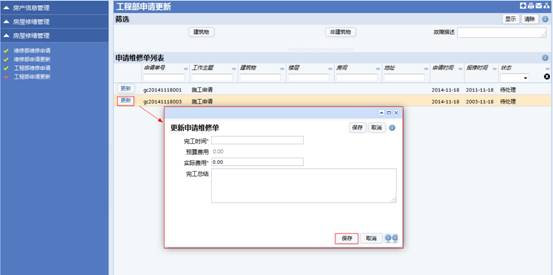 房产信息管理
房屋维修管理
房屋修缮管理
维修部维修申请
维修部申请更新
工程部维修申请
工程部申请更新
工程部申请更新
筛选
显示
清除
建筑物
非建筑物
故障描述
申请维修单列表
申请单号
工作主题
建筑物
楼层
房间
地址
申请时间
报修时间
状态
更新 gc20141118001 施工申请 2014-11-18 2011-11-18 待处理
更新 gc20141118003 施工申请 2014-11-18 2003-11-18 待处理
更新申请维修单
保存
取消
完工时间*
预算费用 0.00
实际费用* 0.00
完工总结
保存
取消